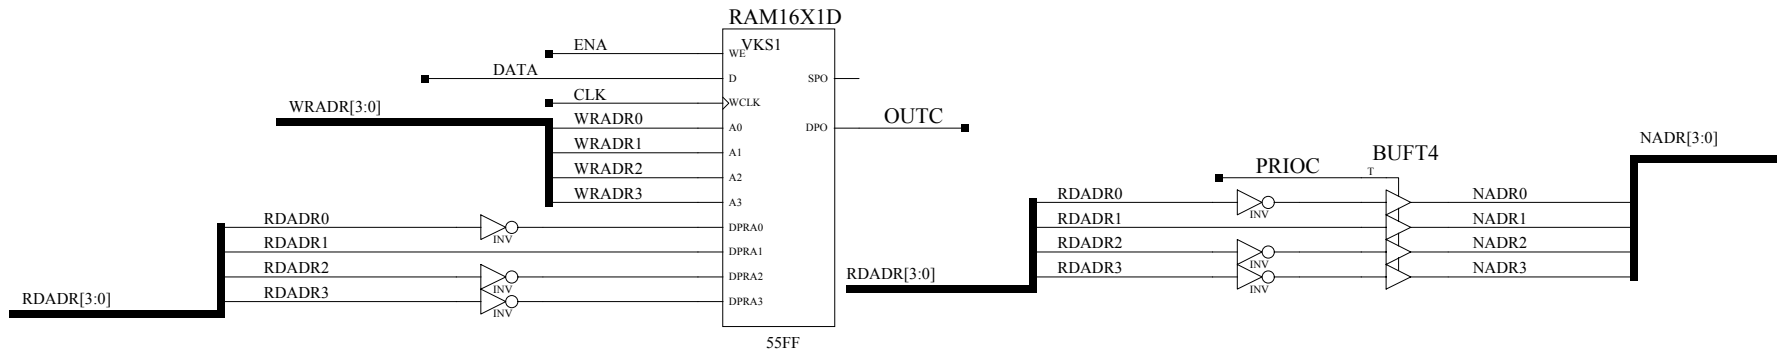 RAM16X1D
VKS1
ENA
WE
DATA
D
SPO
CLK
WCLK
WRADR[3:0]
WRADR0
A0
DPO
OUTC
WRADR1
A1
WRADR2
A2
WRADR3
A3
RDADR0
INV
DPRA0
RDADR1
DPRA1
RDADR2
INV
DPRA2
RDADR3
INV
DPRA3
RDADR[3:0]
55FF
PRIOC
T
BUFT4
NADR[3:0]
RDADR0
INV
NADR0
RDADR1
NADR1
RDADR2
INV
NADR2
RDADR[3:0]
RDADR3
INV
NADR3